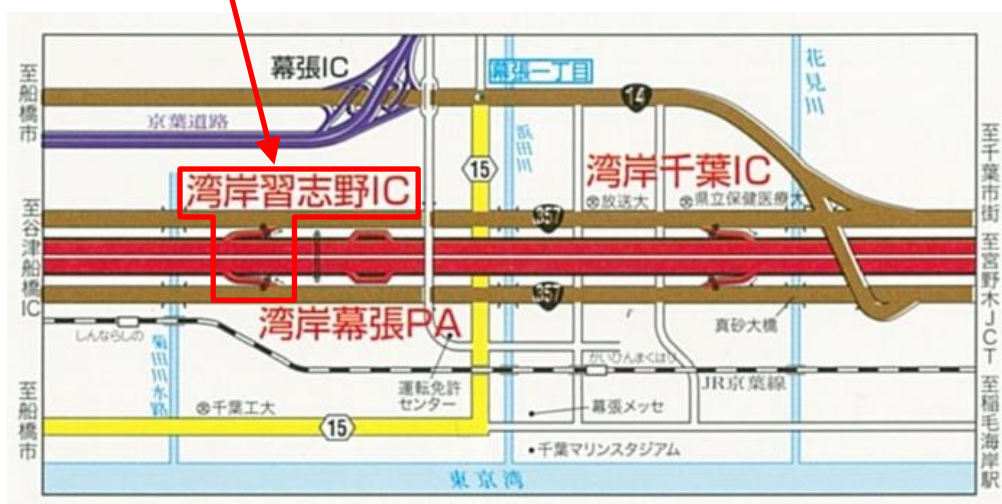 幕張IC
幕張一丁目
花見川
至船橋市
14
京葉道路
浜田川
至千葉市街
15
湾岸習志野IC
湾岸千葉IC
⊗放送大
⊗県立保健医療大
至谷津船橋IC
357
至宮野木JCT
357
湾岸幕張PA
真砂大橋
しんならしの
菊田川水路
かいひんまくはり
JR京葉線
運転免許
センター
至船橋市
⊗千葉工大
幕張メッセ
至稲毛海岸駅
15
・千葉マリンスタジアム
東京湾